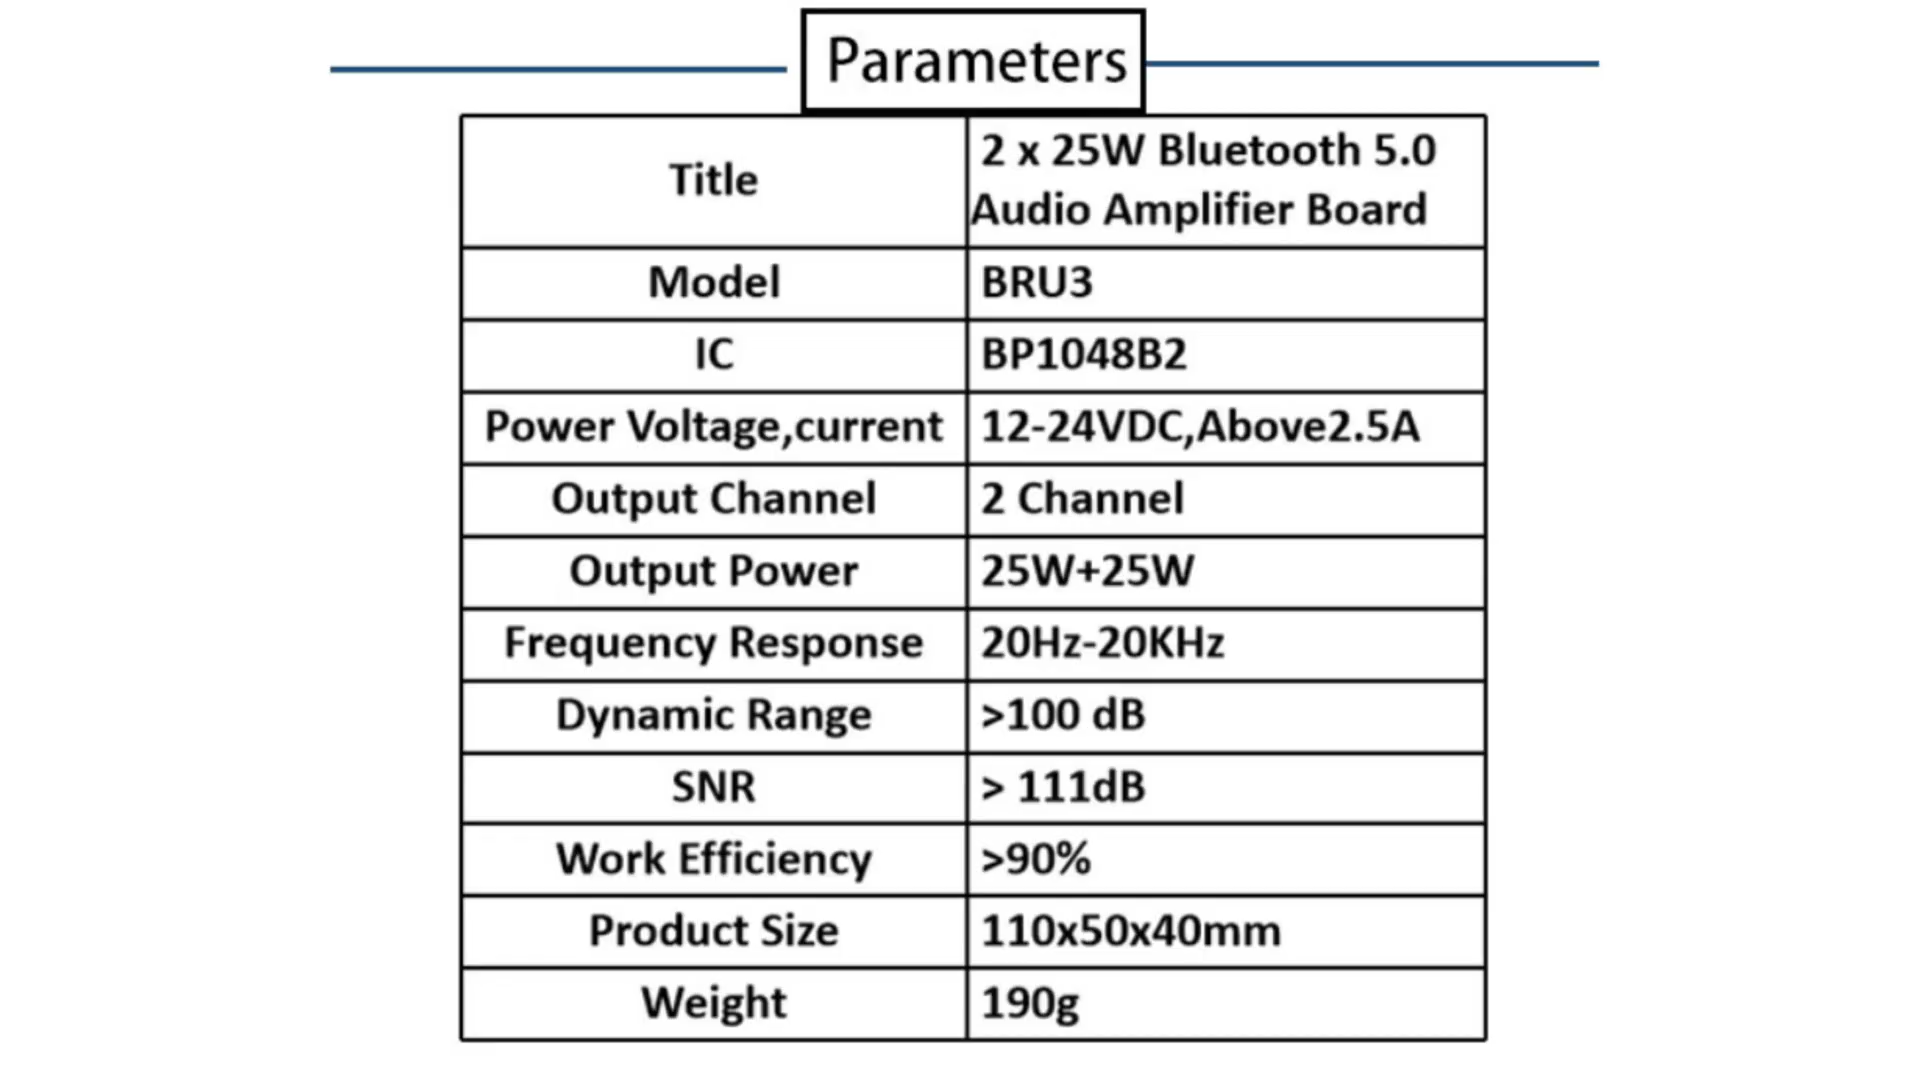 Parameters
Title
2 x 25W Bluetooth 5.0
Audio Amplifier Board
Model
BRU3
IC
BP1048B2
Power Voltage,current
12-24VDC,Above2.5A
Output Channel
2 Channel
Output Power
25W+25W
Frequency Response
20Hz-20KHz
Dynamic Range
>100 dB
SNR
> 111dB
Work Efficiency
>90%
Product Size
110x50x40mm
Weight
190g